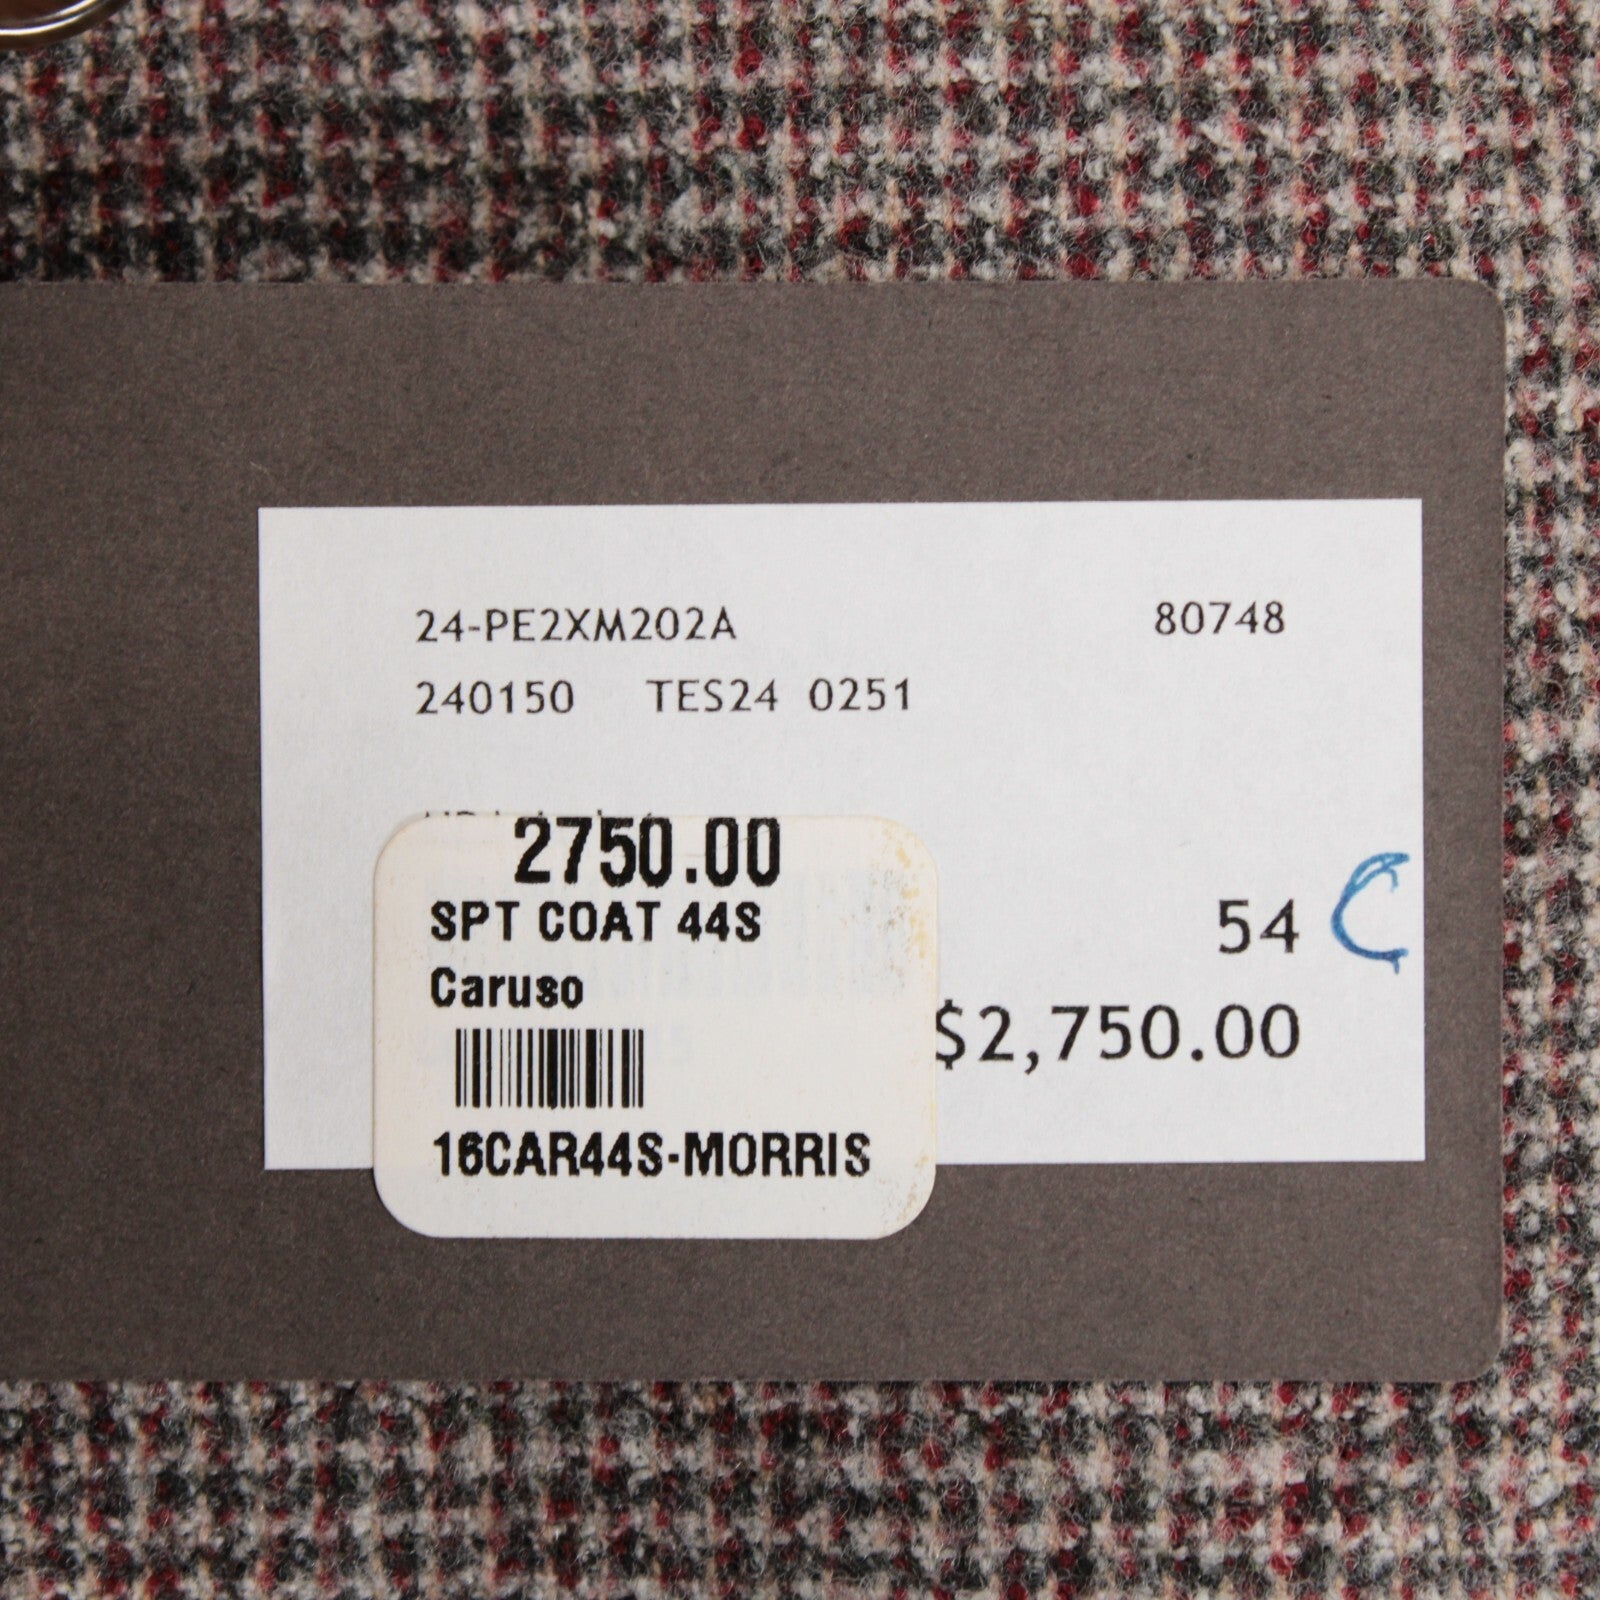 24-PE2XM202A 80748
240150 TES24 0251
2750.00
SPT COAT 44S
Caruso
16CAR44S-MORRIS
54 C
$2,750.00